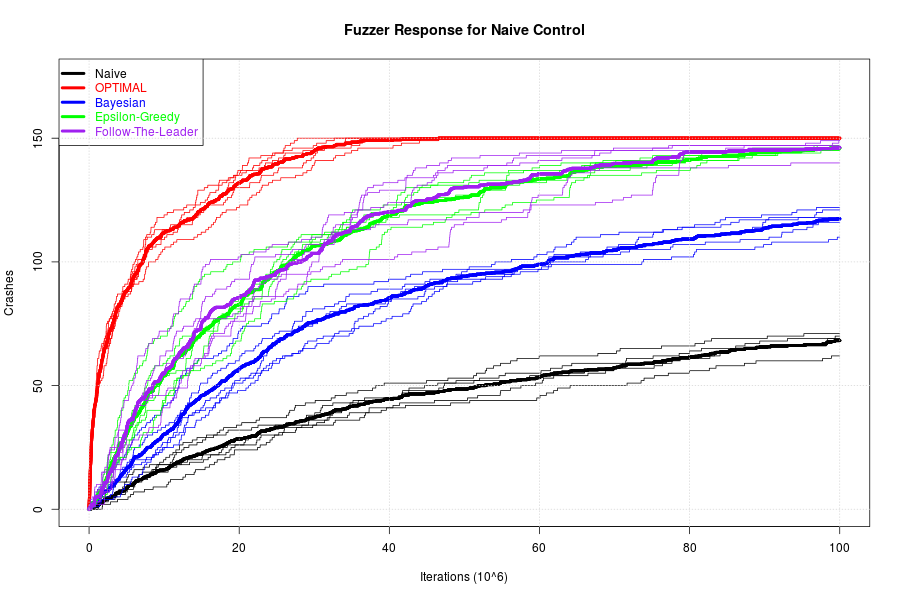 Fuzzer Response for Naive Control
Naive
OPTIMAL
Bayesian
Epsilon-Greedy
Follow-The-Leader
Crashes
150
100
50
0
0 20 40 60 80 100
Iterations (10^6)